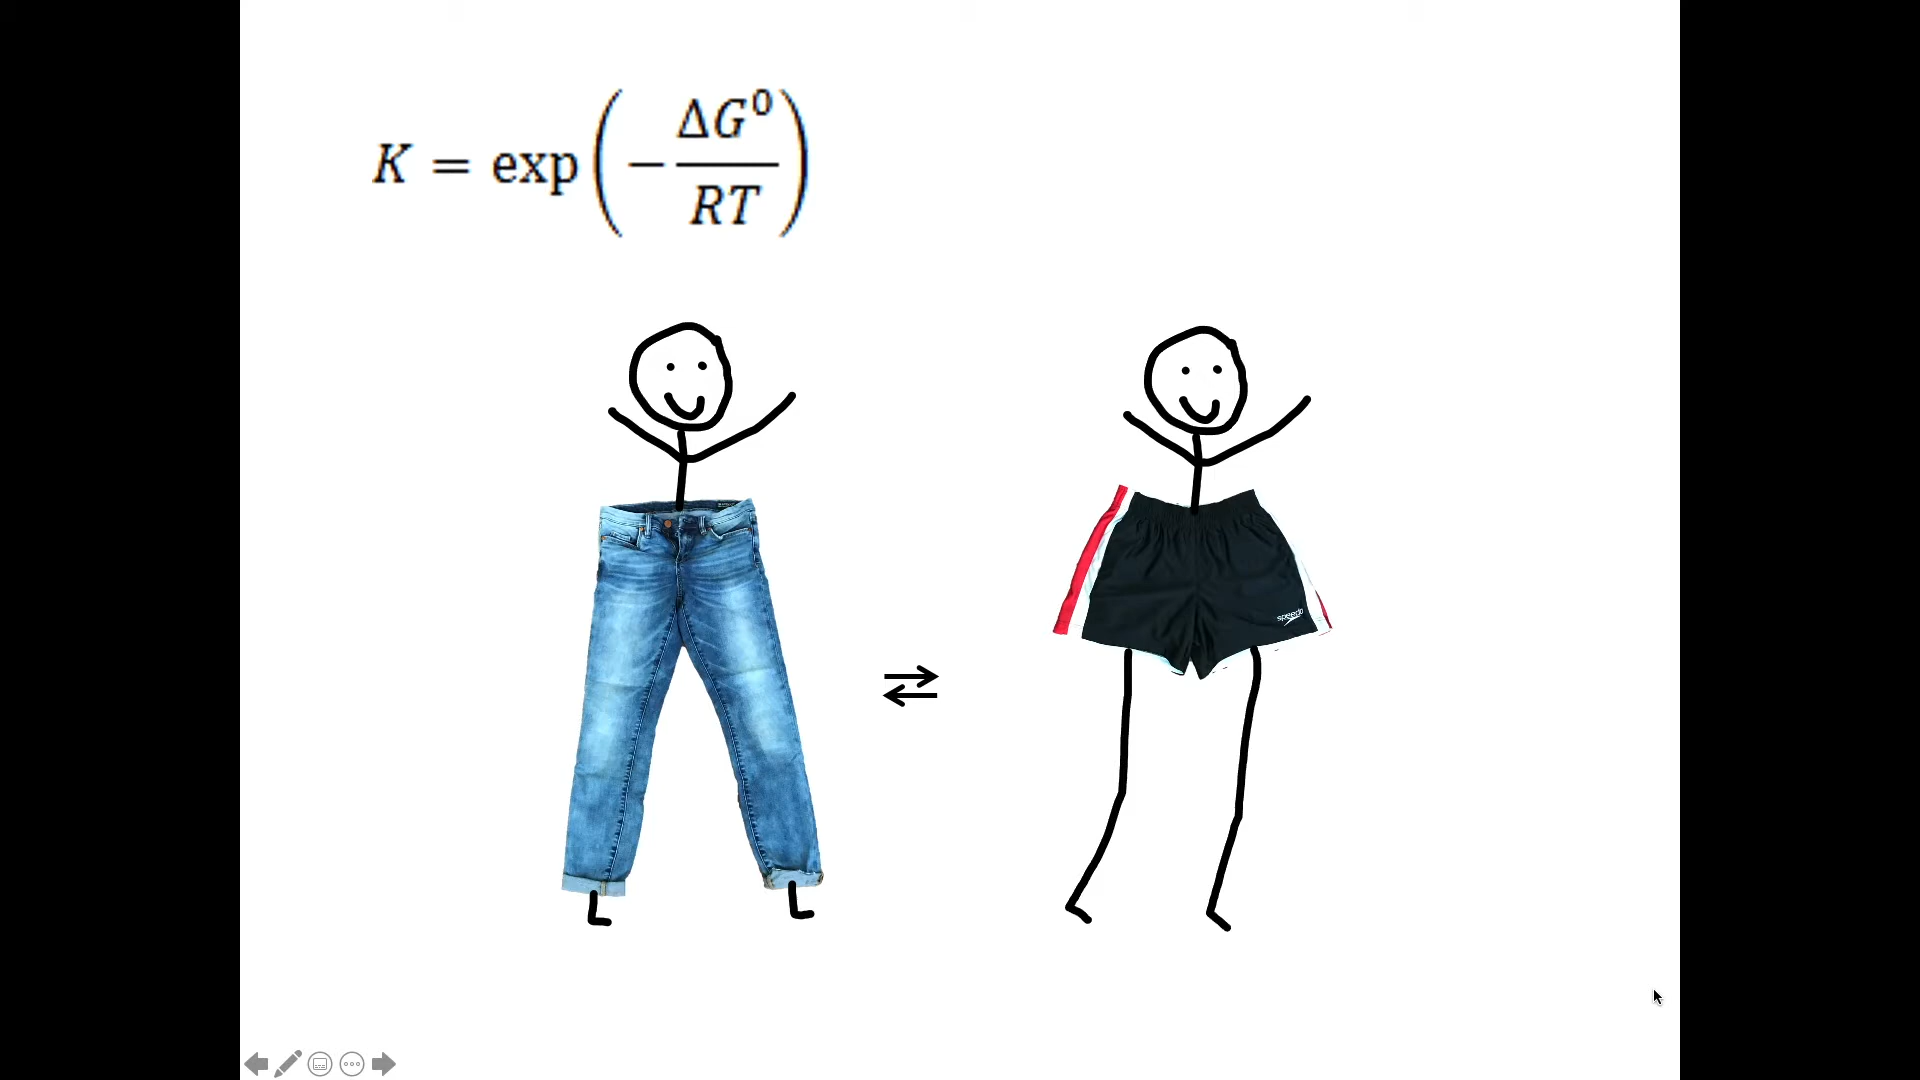 K = exp(−ΔG⁰/RT)
speedo